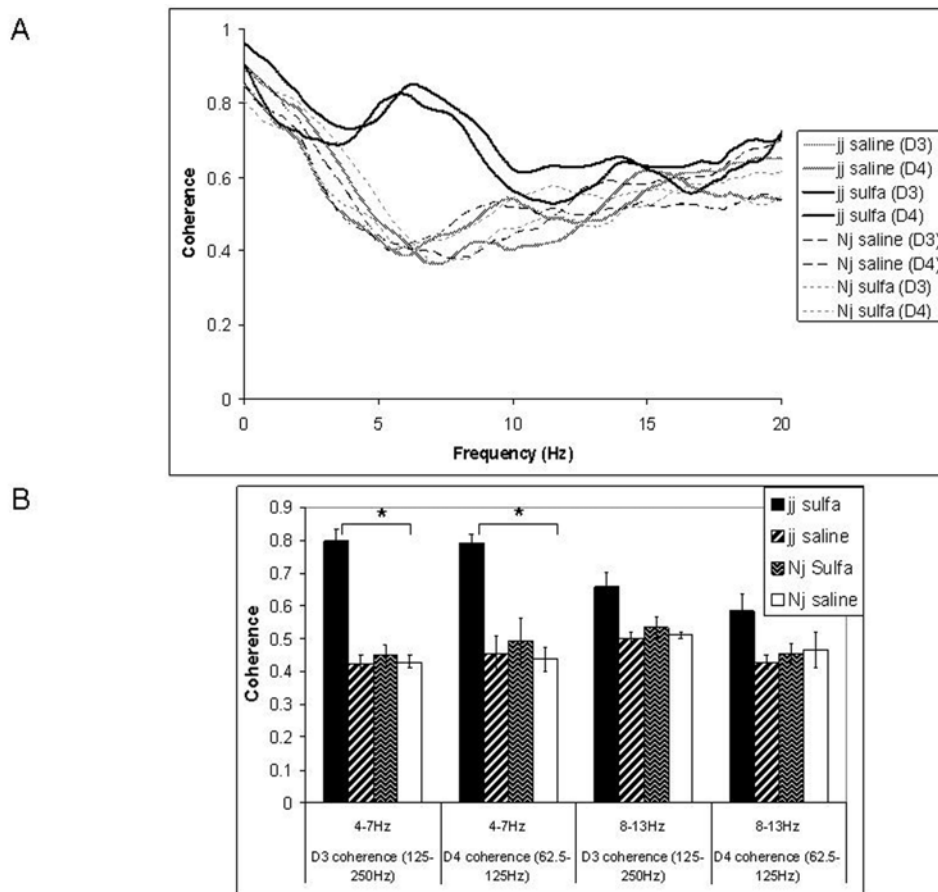 A
1
0.8
0.6
0.4
0.2
0
Coherence
0 5 10 15 20
Frequency (Hz)
jj saline (D3)
jj saline (D4)
jj sulfa (D3)
jj sulfa (D4)
Nj saline (D3)
Nj saline (D4)
Nj sulfa (D3)
Nj sulfa (D4)
B
0.9
0.8
0.7
0.6
0.5
0.4
0.3
0.2
0.1
0
Coherence
* *
jj sulfa
jj saline
Nj Sulfa
Nj saline
4-7Hz 4-7Hz 8-13Hz 8-13Hz
D3 coherence (125- D4 coherence (62.5- D3 coherence (125- D4 coherence (62.5-
250Hz) 125Hz) 250Hz) 125Hz)